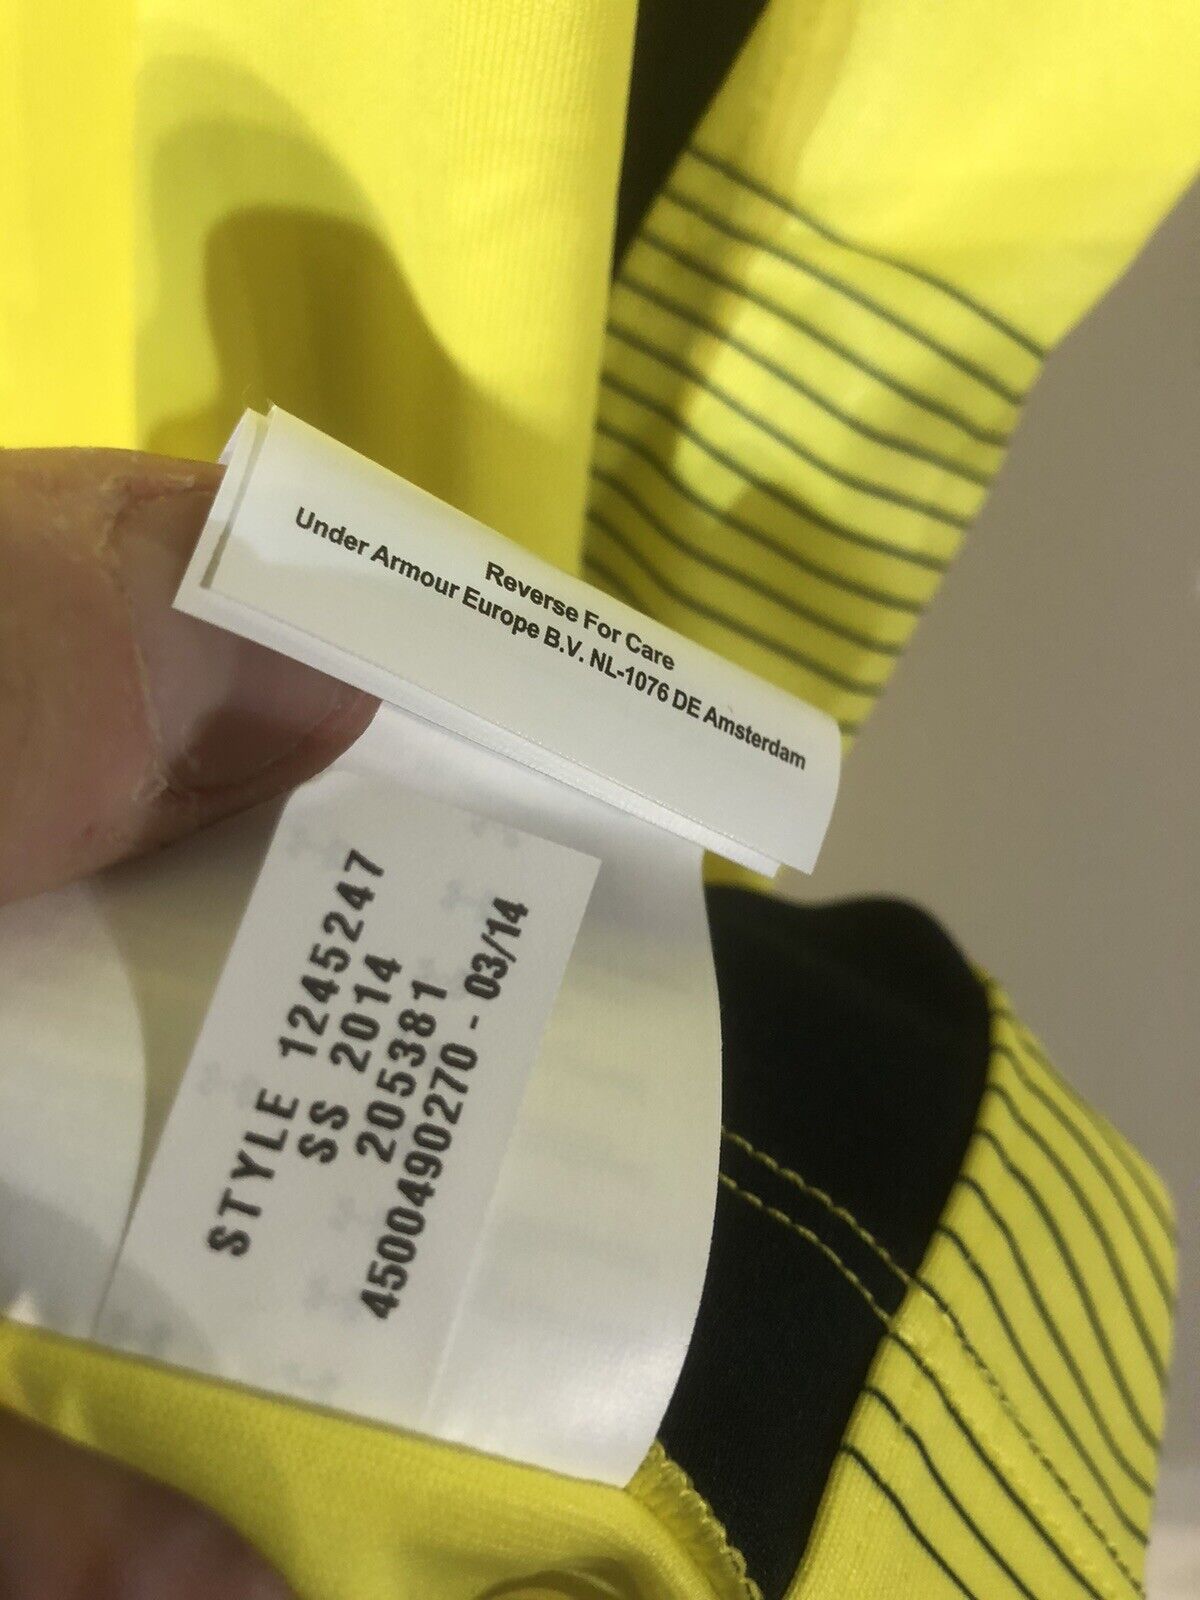 Reverse For Care
Under Armour Europe B.V. NL-1076 DE Amsterdam
STYLE 1245247
SS 2014
205381
4500490270 - 03/14